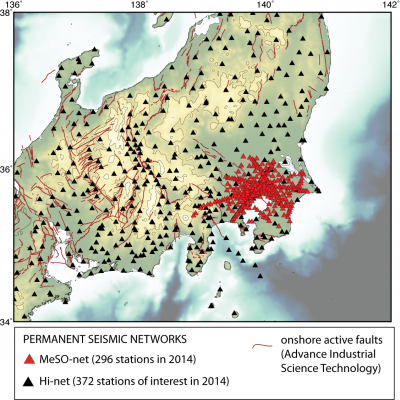 136˚ 138˚ 140˚ 142˚
38˚
36˚
34˚
PERMANENT SEISMIC NETWORKS
MeSO-net (296 stations in 2014)
Hi-net (372 stations of interest in 2014)
onshore active faults
(Advance Industrial
Science Technology)